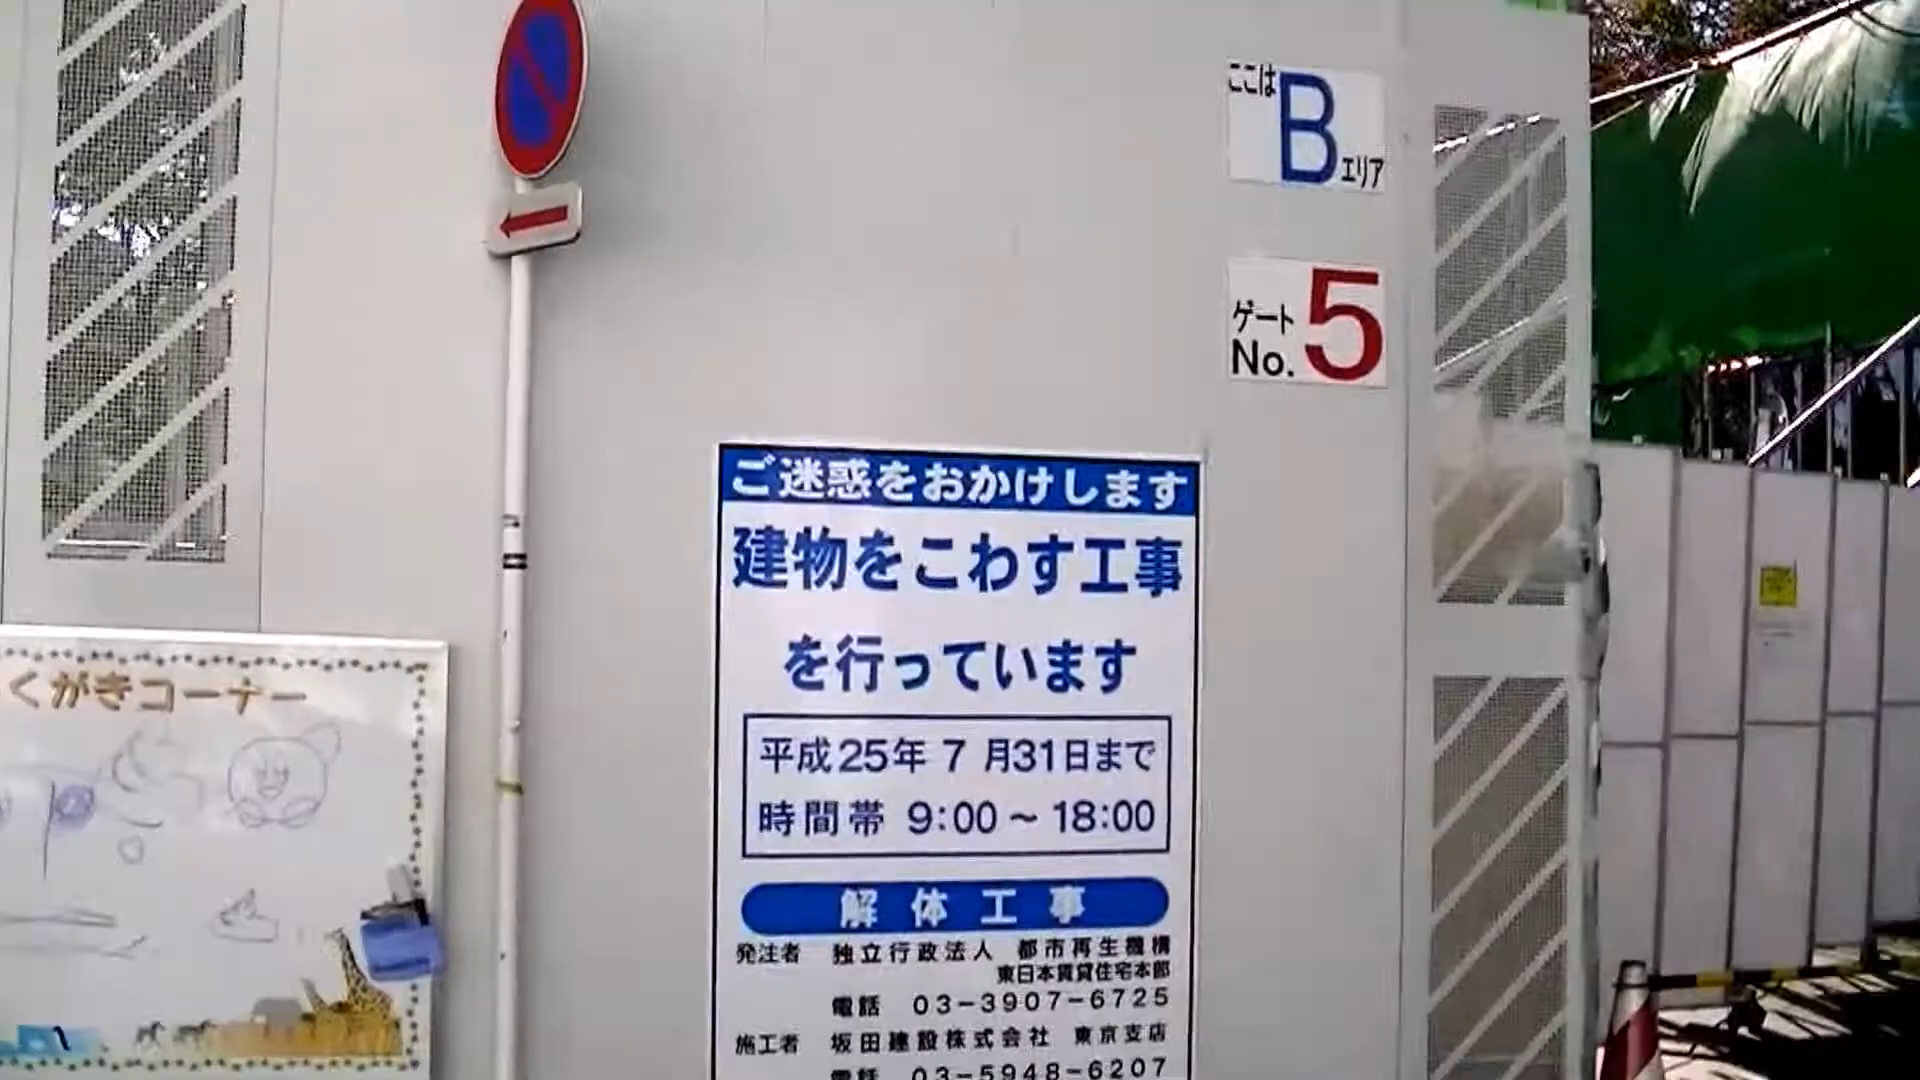 ここは
B
エリア
ゲート
No. 5
ご迷惑をおかけします
建物をこわす工事
を行っています
平成25年 7 月31日まで
時間帯 9:00～18:00
解体工事
発注者 独立行政法人 都市再生機構
東日本賃貸住宅本部
電話 03-3907-6725
施工者 坂田建設株式会社 東京支店
電話 03-5948-6207
くがきコーナー